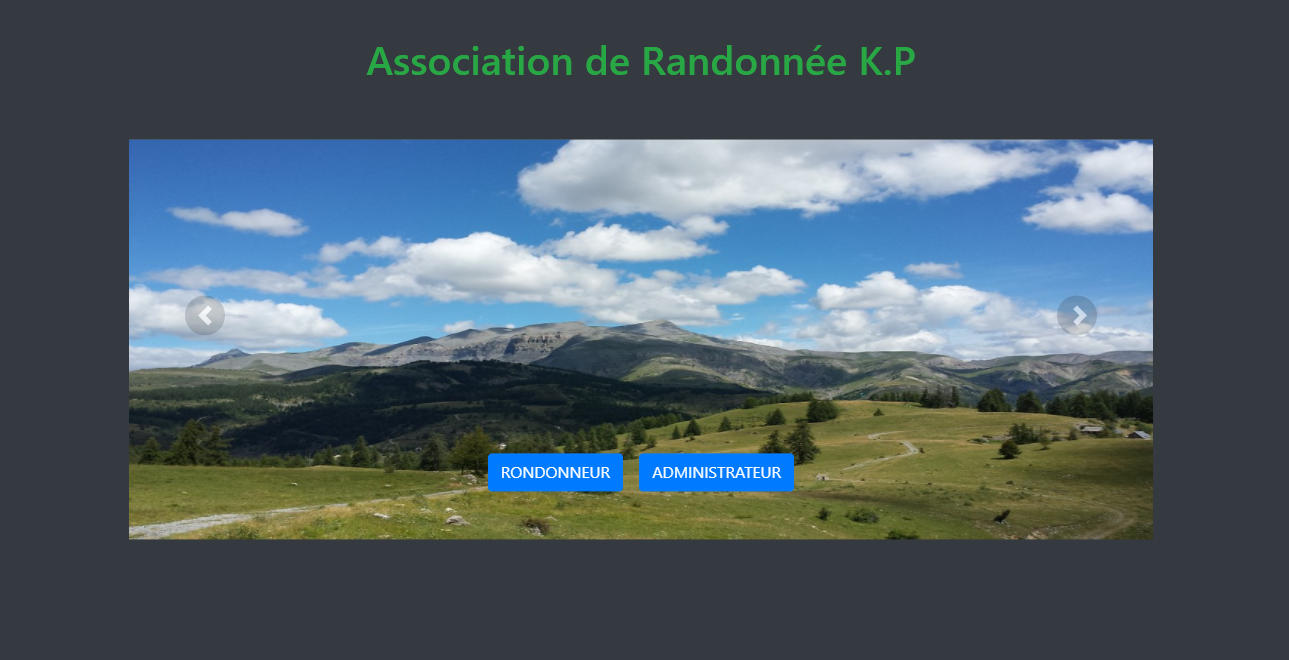 Association de Randonnée K.P
RONDONNEUR
ADMINISTRATEUR